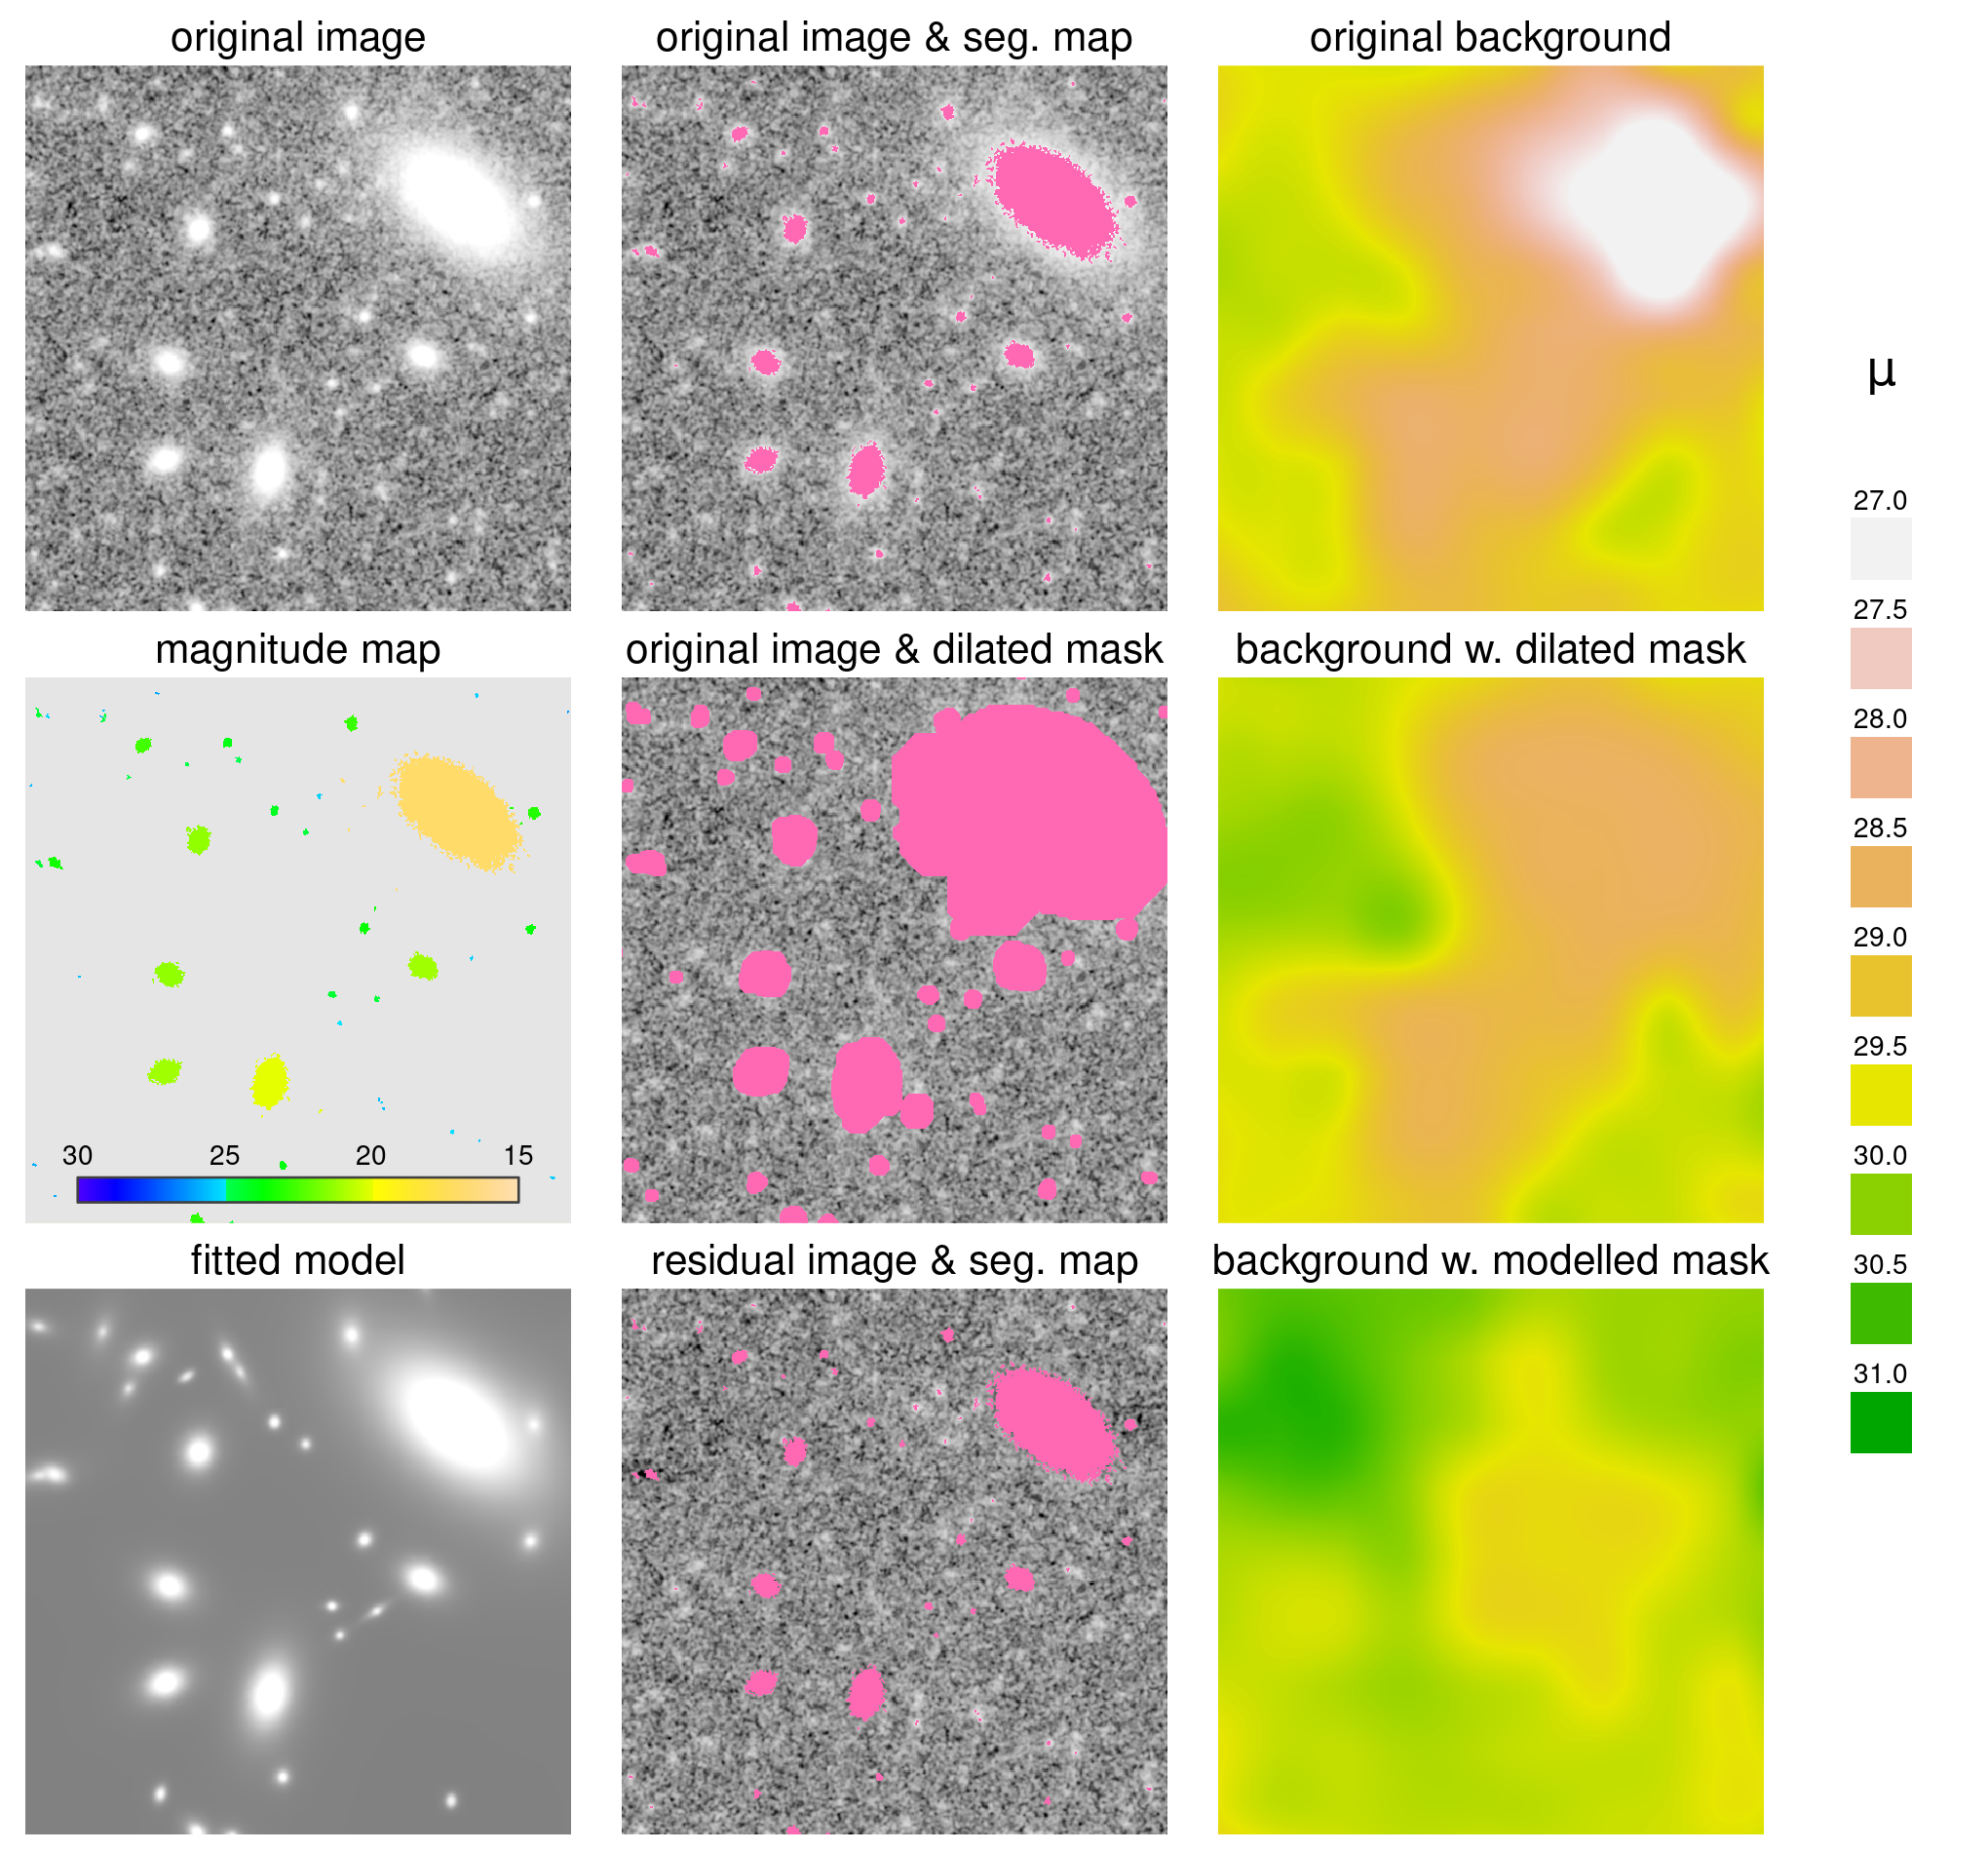 original image
original image & seg. map
original background
magnitude map
original image & dilated mask
background w. dilated mask
30 25 20 15
fitted model
residual image & seg. map
background w. modelled mask
μ
27.0
27.5
28.0
28.5
29.0
29.5
30.0
30.5
31.0